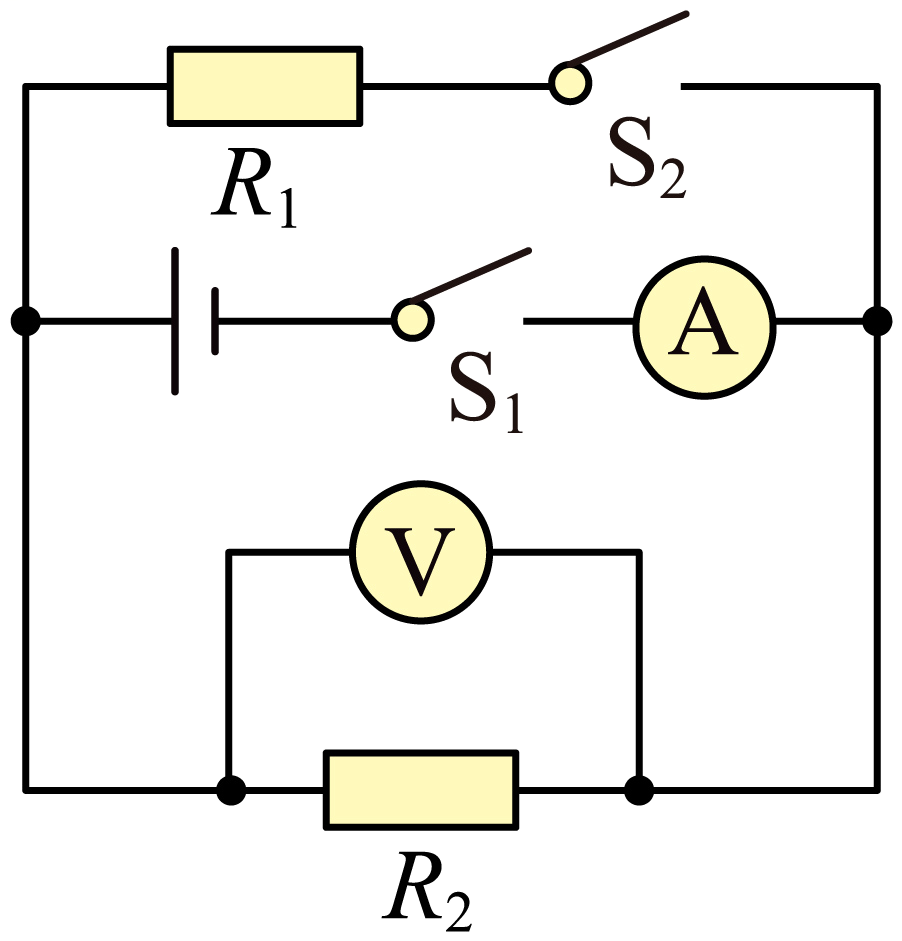 R₁
S₂
S₁
A
V
R₂